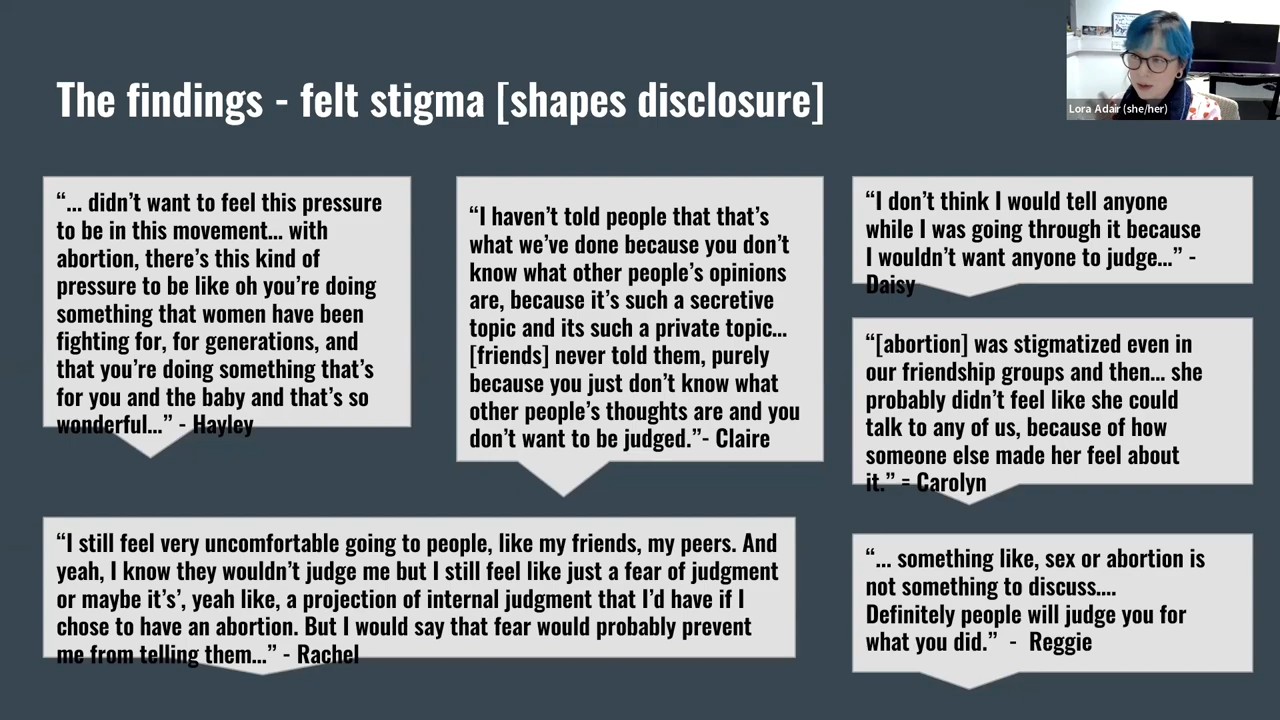 The findings - felt stigma [shapes disclosure]
Lora Adair (she/her)
“... didn’t want to feel this pressure
to be in this movement... with
abortion, there’s this kind of
pressure to be like oh you’re doing
something that women have been
fighting for, for generations, and
that you’re doing something that’s
for you and the baby and that’s so
wonderful...” - Hayley
“I haven’t told people that that’s
what we’ve done because you don’t
know what other people’s opinions
are, because it’s such a secretive
topic and its such a private topic...
[friends] never told them, purely
because you just don’t know what
other people’s thoughts are and you
don’t want to be judged.”- Claire
“I don’t think I would tell anyone
while I was going through it because
I wouldn’t want anyone to judge...” -
Daisy
“[abortion] was stigmatized even in
our friendship groups and then... she
probably didn’t feel like she could
talk to any of us, because of how
someone else made her feel about
it.” = Carolyn
“I still feel very uncomfortable going to people, like my friends, my peers. And
yeah, I know they wouldn’t judge me but I still feel like just a fear of judgment
or maybe it’s’, yeah like, a projection of internal judgment that I’d have if I
chose to have an abortion. But I would say that fear would probably prevent
me from telling them...” - Rachel
“... something like, sex or abortion is
not something to discuss....
Definitely people will judge you for
what you did.” - Reggie